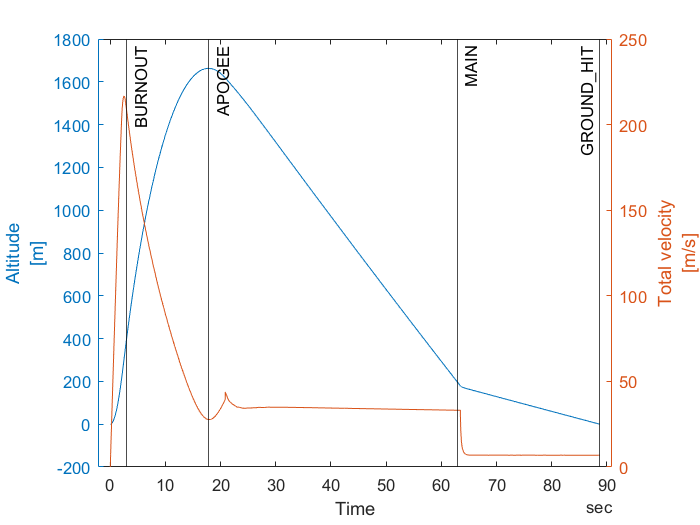 1800
1600
1400
1200
1000
800
600
400
200
0
-200
Altitude
[m]
250
200
150
100
50
0
Total velocity
[m/s]
BURNOUT
APOGEE
MAIN
GROUND_HIT
0 10 20 30 40 50 60 70 80 90
Time
sec